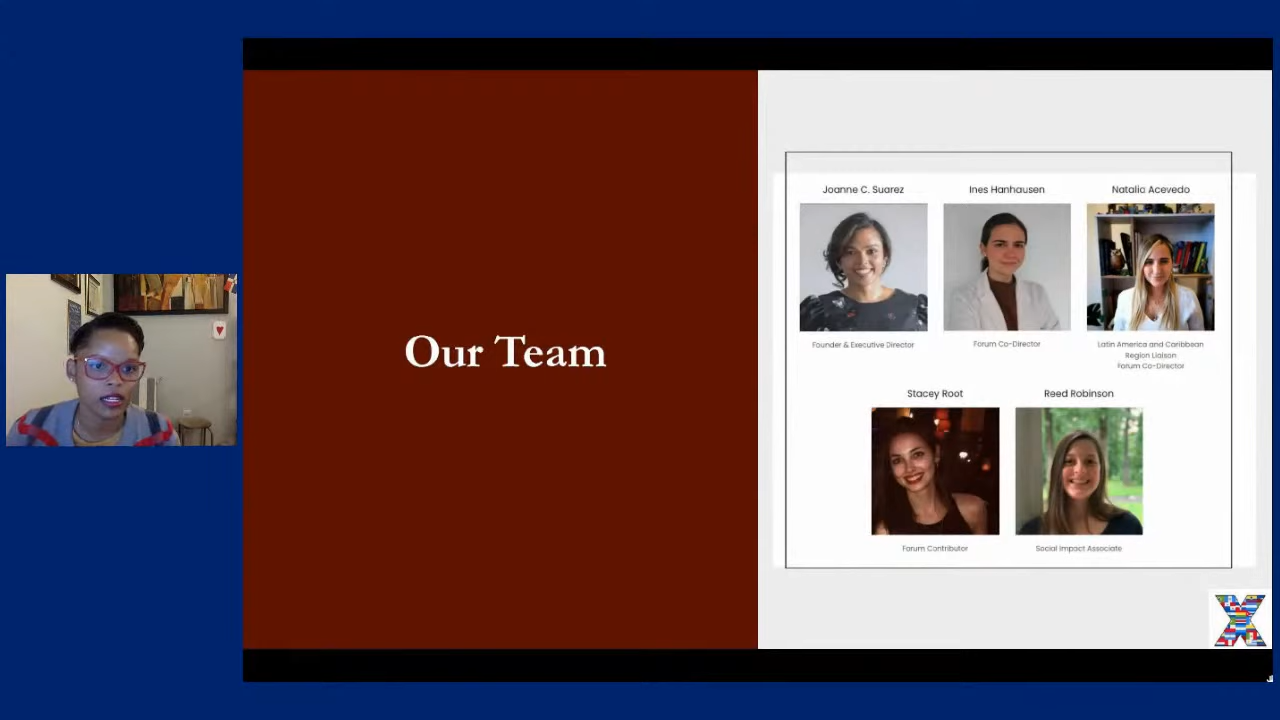 Our Team
Joanne C. Suarez
Ines Hanhausen
Natalia Acevedo
Founder & Executive Director
Forum Co-Director
Latin America and Caribbean
Region Liaison
Forum Co-Director
Stacey Root
Reed Robinson
Forum Contributor
Social Impact Associate